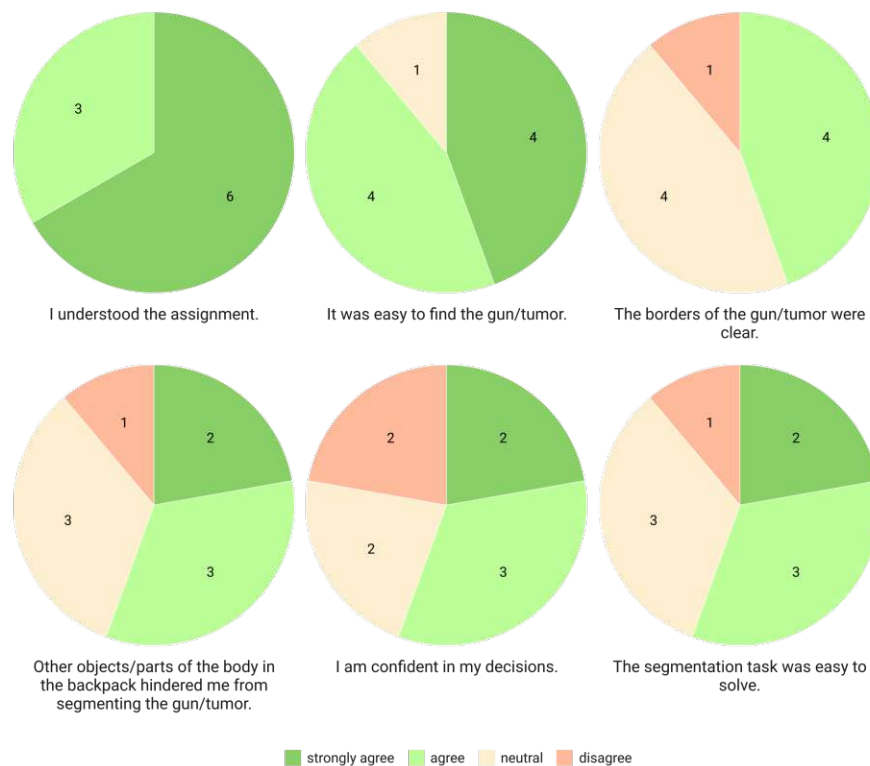 3
6
I understood the assignment.
1
4
4
It was easy to find the gun/tumor.
1
4
4
The borders of the gun/tumor were
clear.
1
2
3
3
Other objects/parts of the body in
the backpack hindered me from
segmenting the gun/tumor.
2
2
2
3
I am confident in my decisions.
1
2
3
3
The segmentation task was easy to
solve.
strongly agree agree neutral disagree